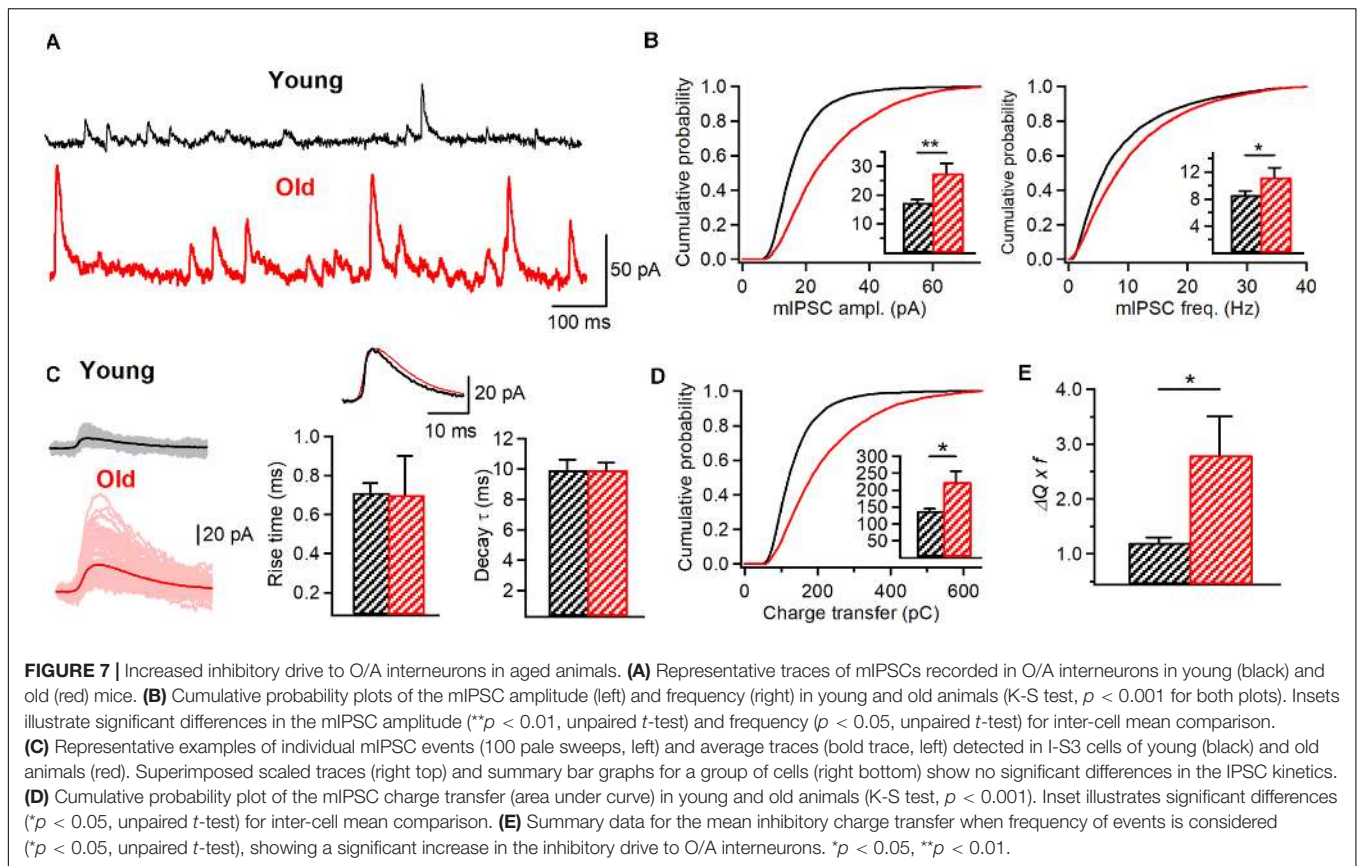 A
Young
Old
50 pA
100 ms
B
Cumulative probability
1.0
0.8
0.6
0.4
0.2
0.0
0
20
40
60
mIPSC ampl. (pA)
30
20
10
**
Cumulative probability
1.0
0.8
0.6
0.4
0.2
0.0
0
10
20
30
40
mIPSC freq. (Hz)
12
8
4
*
C
Young
Old
20 pA
20 pA
10 ms
Rise time (ms)
1.0
0.8
0.6
0.4
0.2
Decay τ (ms)
12
10
8
6
4
2
D
Cumulative probability
1.0
0.8
0.6
0.4
0.2
0.0
0
200
400
600
Charge transfer (pC)
300
250
200
150
100
50
*
E
ΔQ x f
4.0
3.0
2.0
1.0
*
FIGURE 7 | Increased inhibitory drive to O/A interneurons in aged animals. (A) Representative traces of mIPSCs recorded in O/A interneurons in young (black) and
old (red) mice. (B) Cumulative probability plots of the mIPSC amplitude (left) and frequency (right) in young and old animals (K-S test, p < 0.001 for both plots). Insets
illustrate significant differences in the mIPSC amplitude (**p < 0.01, unpaired t-test) and frequency (p < 0.05, unpaired t-test) for inter-cell mean comparison.
(C) Representative examples of individual mIPSC events (100 pale sweeps, left) and average traces (bold trace, left) detected in I-S3 cells of young (black) and old
animals (red). Superimposed scaled traces (right top) and summary bar graphs for a group of cells (right bottom) show no significant differences in the IPSC kinetics.
(D) Cumulative probability plot of the mIPSC charge transfer (area under curve) in young and old animals (K-S test, p < 0.001). Inset illustrates significant differences
(*p < 0.05, unpaired t-test) for inter-cell mean comparison. (E) Summary data for the mean inhibitory charge transfer when frequency of events is considered
(*p < 0.05, unpaired t-test), showing a significant increase in the inhibitory drive to O/A interneurons. *p < 0.05, **p < 0.01.